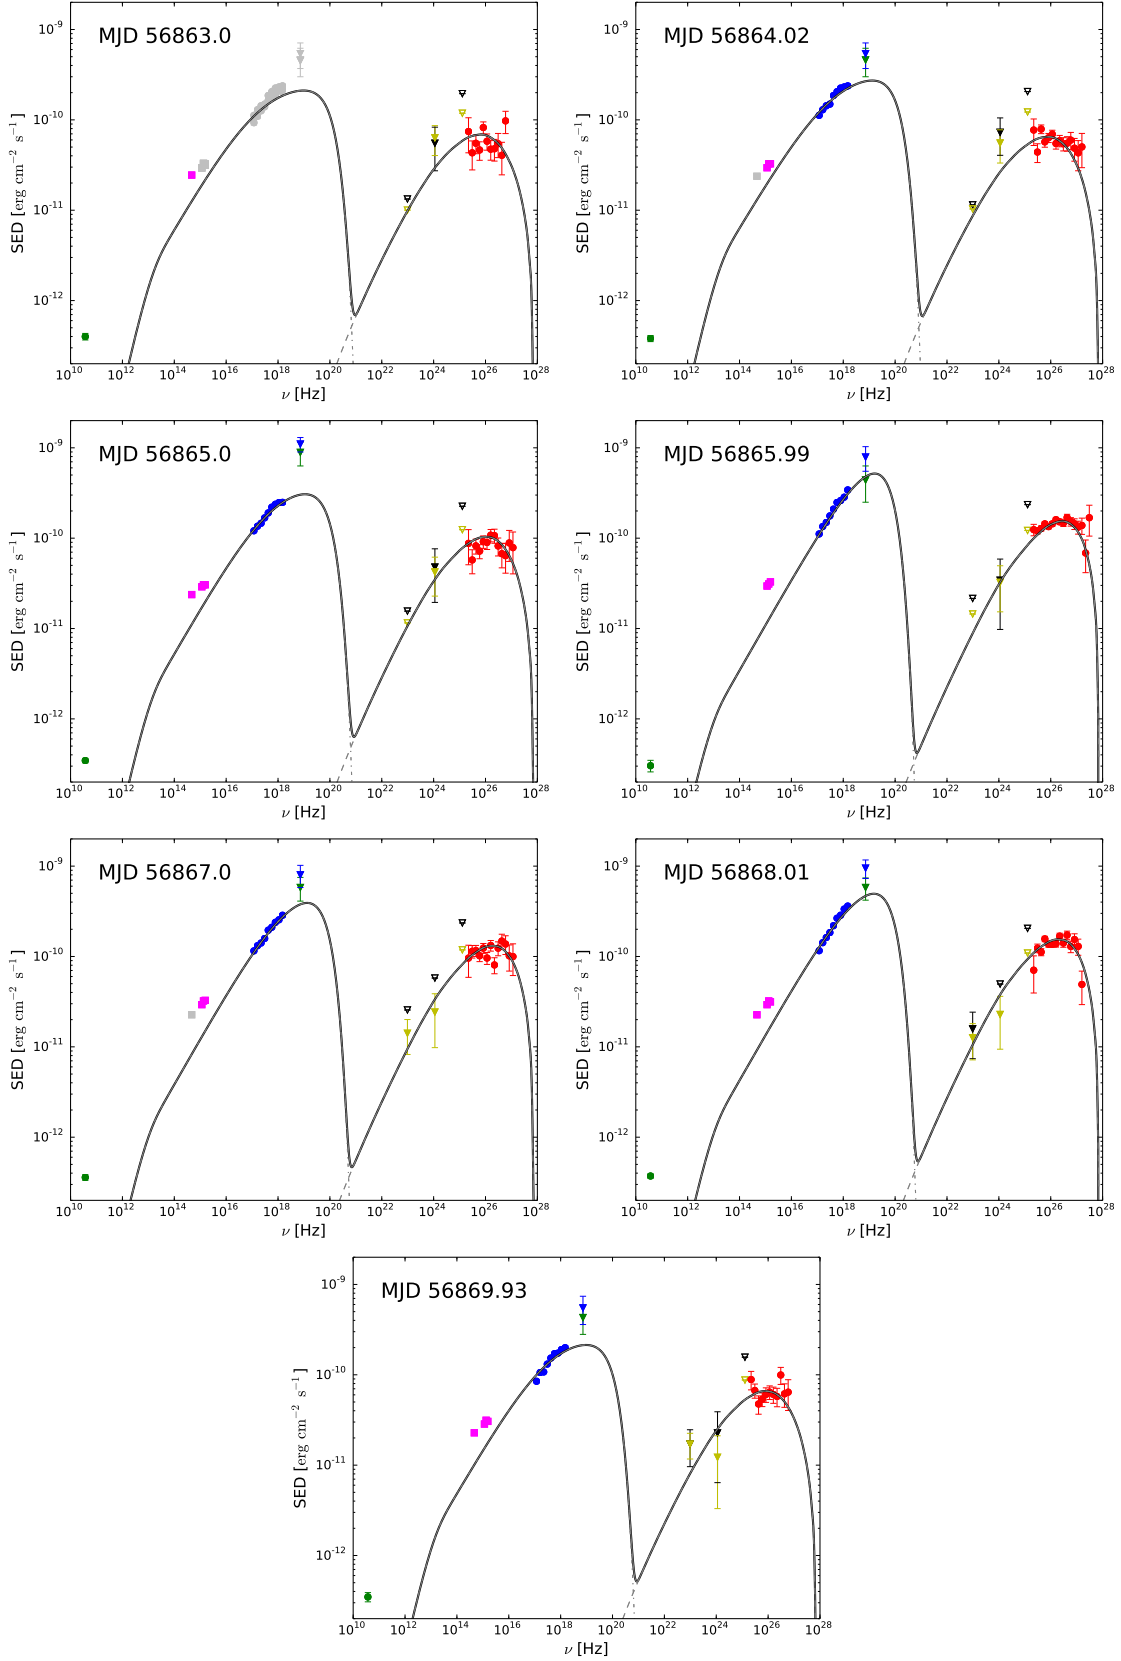 MJD 56863.0
SED [erg cm⁻² s⁻¹]
10⁻⁹
10⁻¹⁰
10⁻¹¹
10⁻¹²
10¹⁰ 10¹² 10¹⁴ 10¹⁶ 10¹⁸ 10²⁰ 10²² 10²⁴ 10²⁶ 10²⁸
ν [Hz]
MJD 56864.02
SED [erg cm⁻² s⁻¹]
10⁻⁹
10⁻¹⁰
10⁻¹¹
10⁻¹²
10¹⁰ 10¹² 10¹⁴ 10¹⁶ 10¹⁸ 10²⁰ 10²² 10²⁴ 10²⁶ 10²⁸
ν [Hz]
MJD 56865.0
SED [erg cm⁻² s⁻¹]
10⁻⁹
10⁻¹⁰
10⁻¹¹
10⁻¹²
10¹⁰ 10¹² 10¹⁴ 10¹⁶ 10¹⁸ 10²⁰ 10²² 10²⁴ 10²⁶ 10²⁸
ν [Hz]
MJD 56865.99
SED [erg cm⁻² s⁻¹]
10⁻⁹
10⁻¹⁰
10⁻¹¹
10⁻¹²
10¹⁰ 10¹² 10¹⁴ 10¹⁶ 10¹⁸ 10²⁰ 10²² 10²⁴ 10²⁶ 10²⁸
ν [Hz]
MJD 56867.0
SED [erg cm⁻² s⁻¹]
10⁻⁹
10⁻¹⁰
10⁻¹¹
10⁻¹²
10¹⁰ 10¹² 10¹⁴ 10¹⁶ 10¹⁸ 10²⁰ 10²² 10²⁴ 10²⁶ 10²⁸
ν [Hz]
MJD 56868.01
SED [erg cm⁻² s⁻¹]
10⁻⁹
10⁻¹⁰
10⁻¹¹
10⁻¹²
10¹⁰ 10¹² 10¹⁴ 10¹⁶ 10¹⁸ 10²⁰ 10²² 10²⁴ 10²⁶ 10²⁸
ν [Hz]
MJD 56869.93
SED [erg cm⁻² s⁻¹]
10⁻⁹
10⁻¹⁰
10⁻¹¹
10⁻¹²
10¹⁰ 10¹² 10¹⁴ 10¹⁶ 10¹⁸ 10²⁰ 10²² 10²⁴ 10²⁶ 10²⁸
ν [Hz]